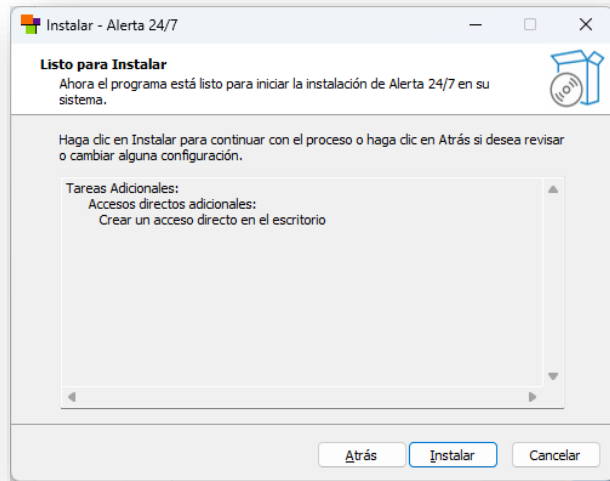 Instalar - Alerta 24/7
Listo para Instalar
Ahora el programa está listo para iniciar la instalación de Alerta 24/7 en su
sistema.
Haga clic en Instalar para continuar con el proceso o haga clic en Atrás si desea revisar
o cambiar alguna configuración.
Tareas Adicionales:
Accesos directos adicionales:
Crear un acceso directo en el escritorio
Atrás
Instalar
Cancelar